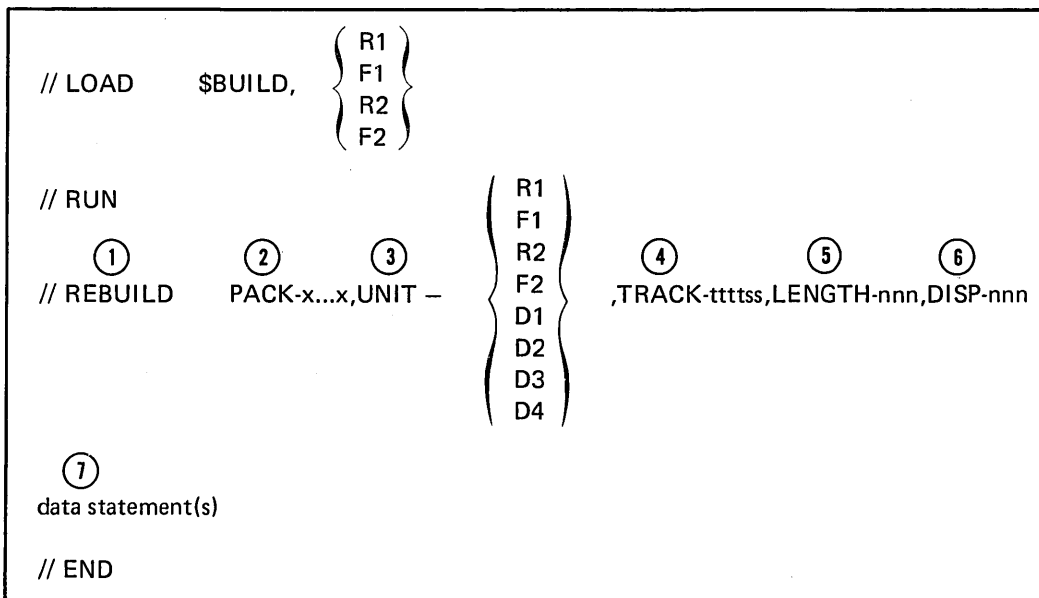 // LOAD $BUILD, { R1
F1
R2
F2 }
// RUN
① ② ③ ④ ⑤ ⑥
// REBUILD PACK-x...x,UNIT – { R1
F1
R2
F2
D1
D2
D3
D4 } ,TRACK-ttttss,LENGTH-nnn,DISP-nnn
⑦
data statement(s)
// END